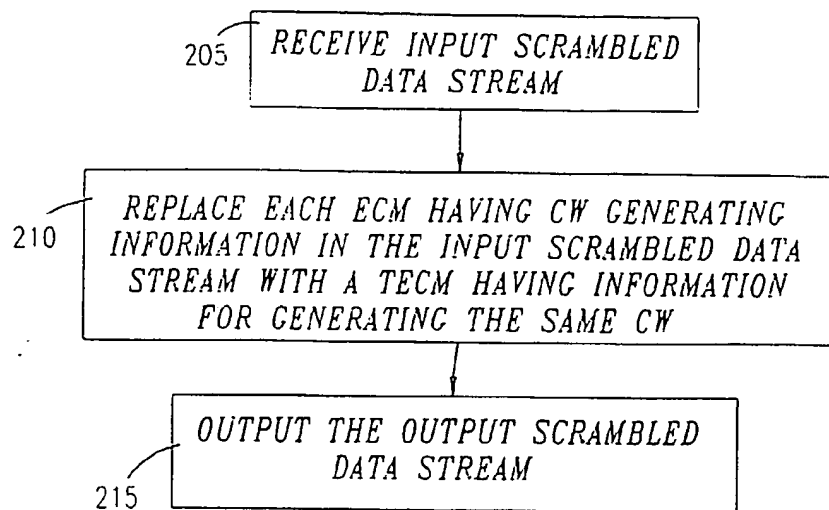 205
RECEIVE INPUT SCRAMBLED
DATA STREAM
210
REPLACE EACH ECM HAVING CW GENERATING
INFORMATION IN THE INPUT SCRAMBLED DATA
STREAM WITH A TECM HAVING INFORMATION
FOR GENERATING THE SAME CW
OUTPUT THE OUTPUT SCRAMBLED
DATA STREAM
215